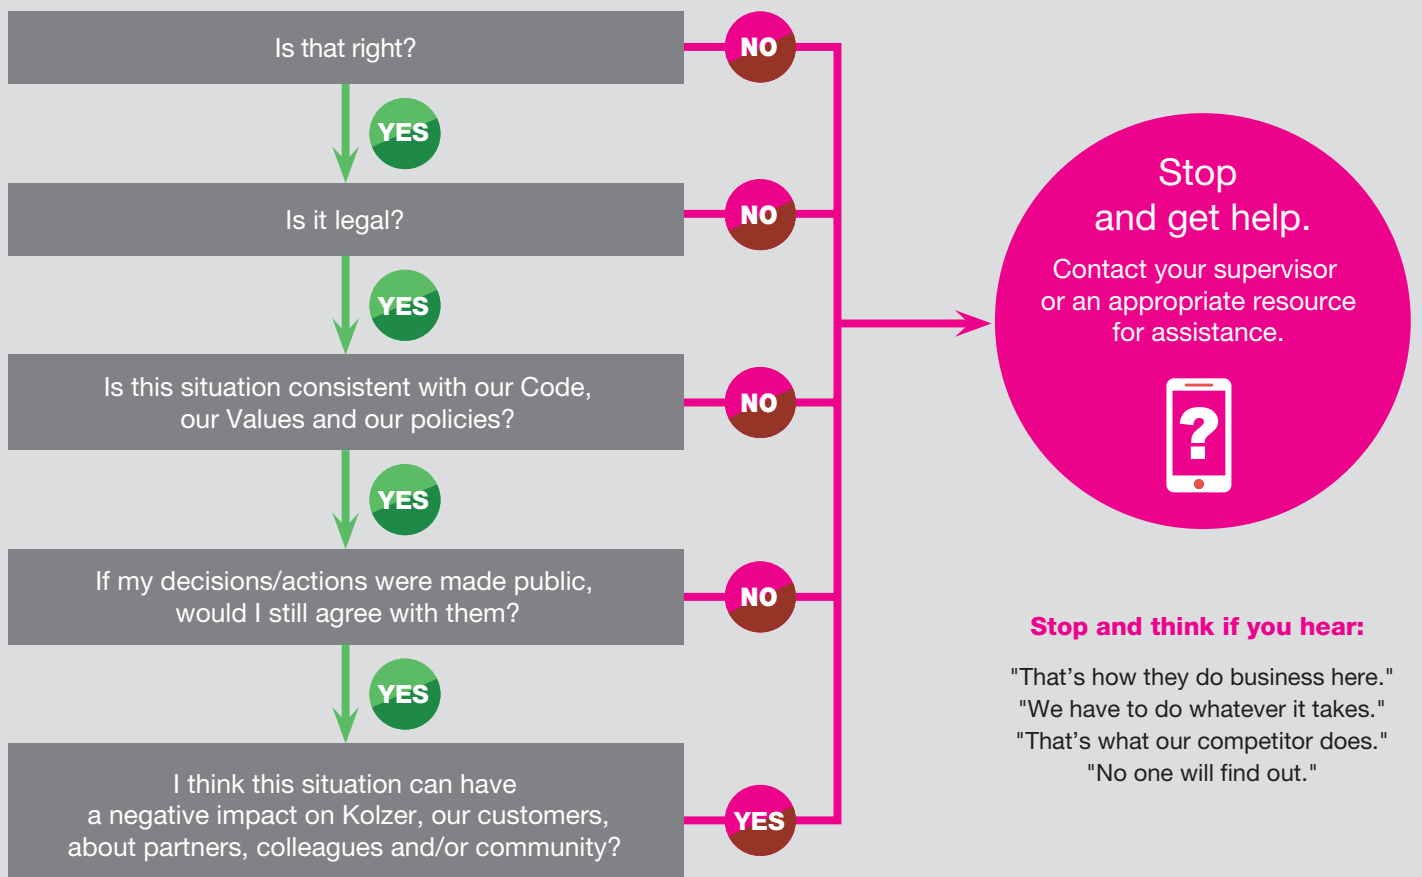 Is that right?
NO
YES
Is it legal?
NO
YES
Is this situation consistent with our Code,
our Values and our policies?
NO
YES
If my decisions/actions were made public,
would I still agree with them?
NO
YES
I think this situation can have
a negative impact on Kolzer, our customers,
about partners, colleagues and/or community?
YES
Stop
and get help.
Contact your supervisor
or an appropriate resource
for assistance.
?
Stop and think if you hear:
"That’s how they do business here."
"We have to do whatever it takes."
"That’s what our competitor does."
"No one will find out."